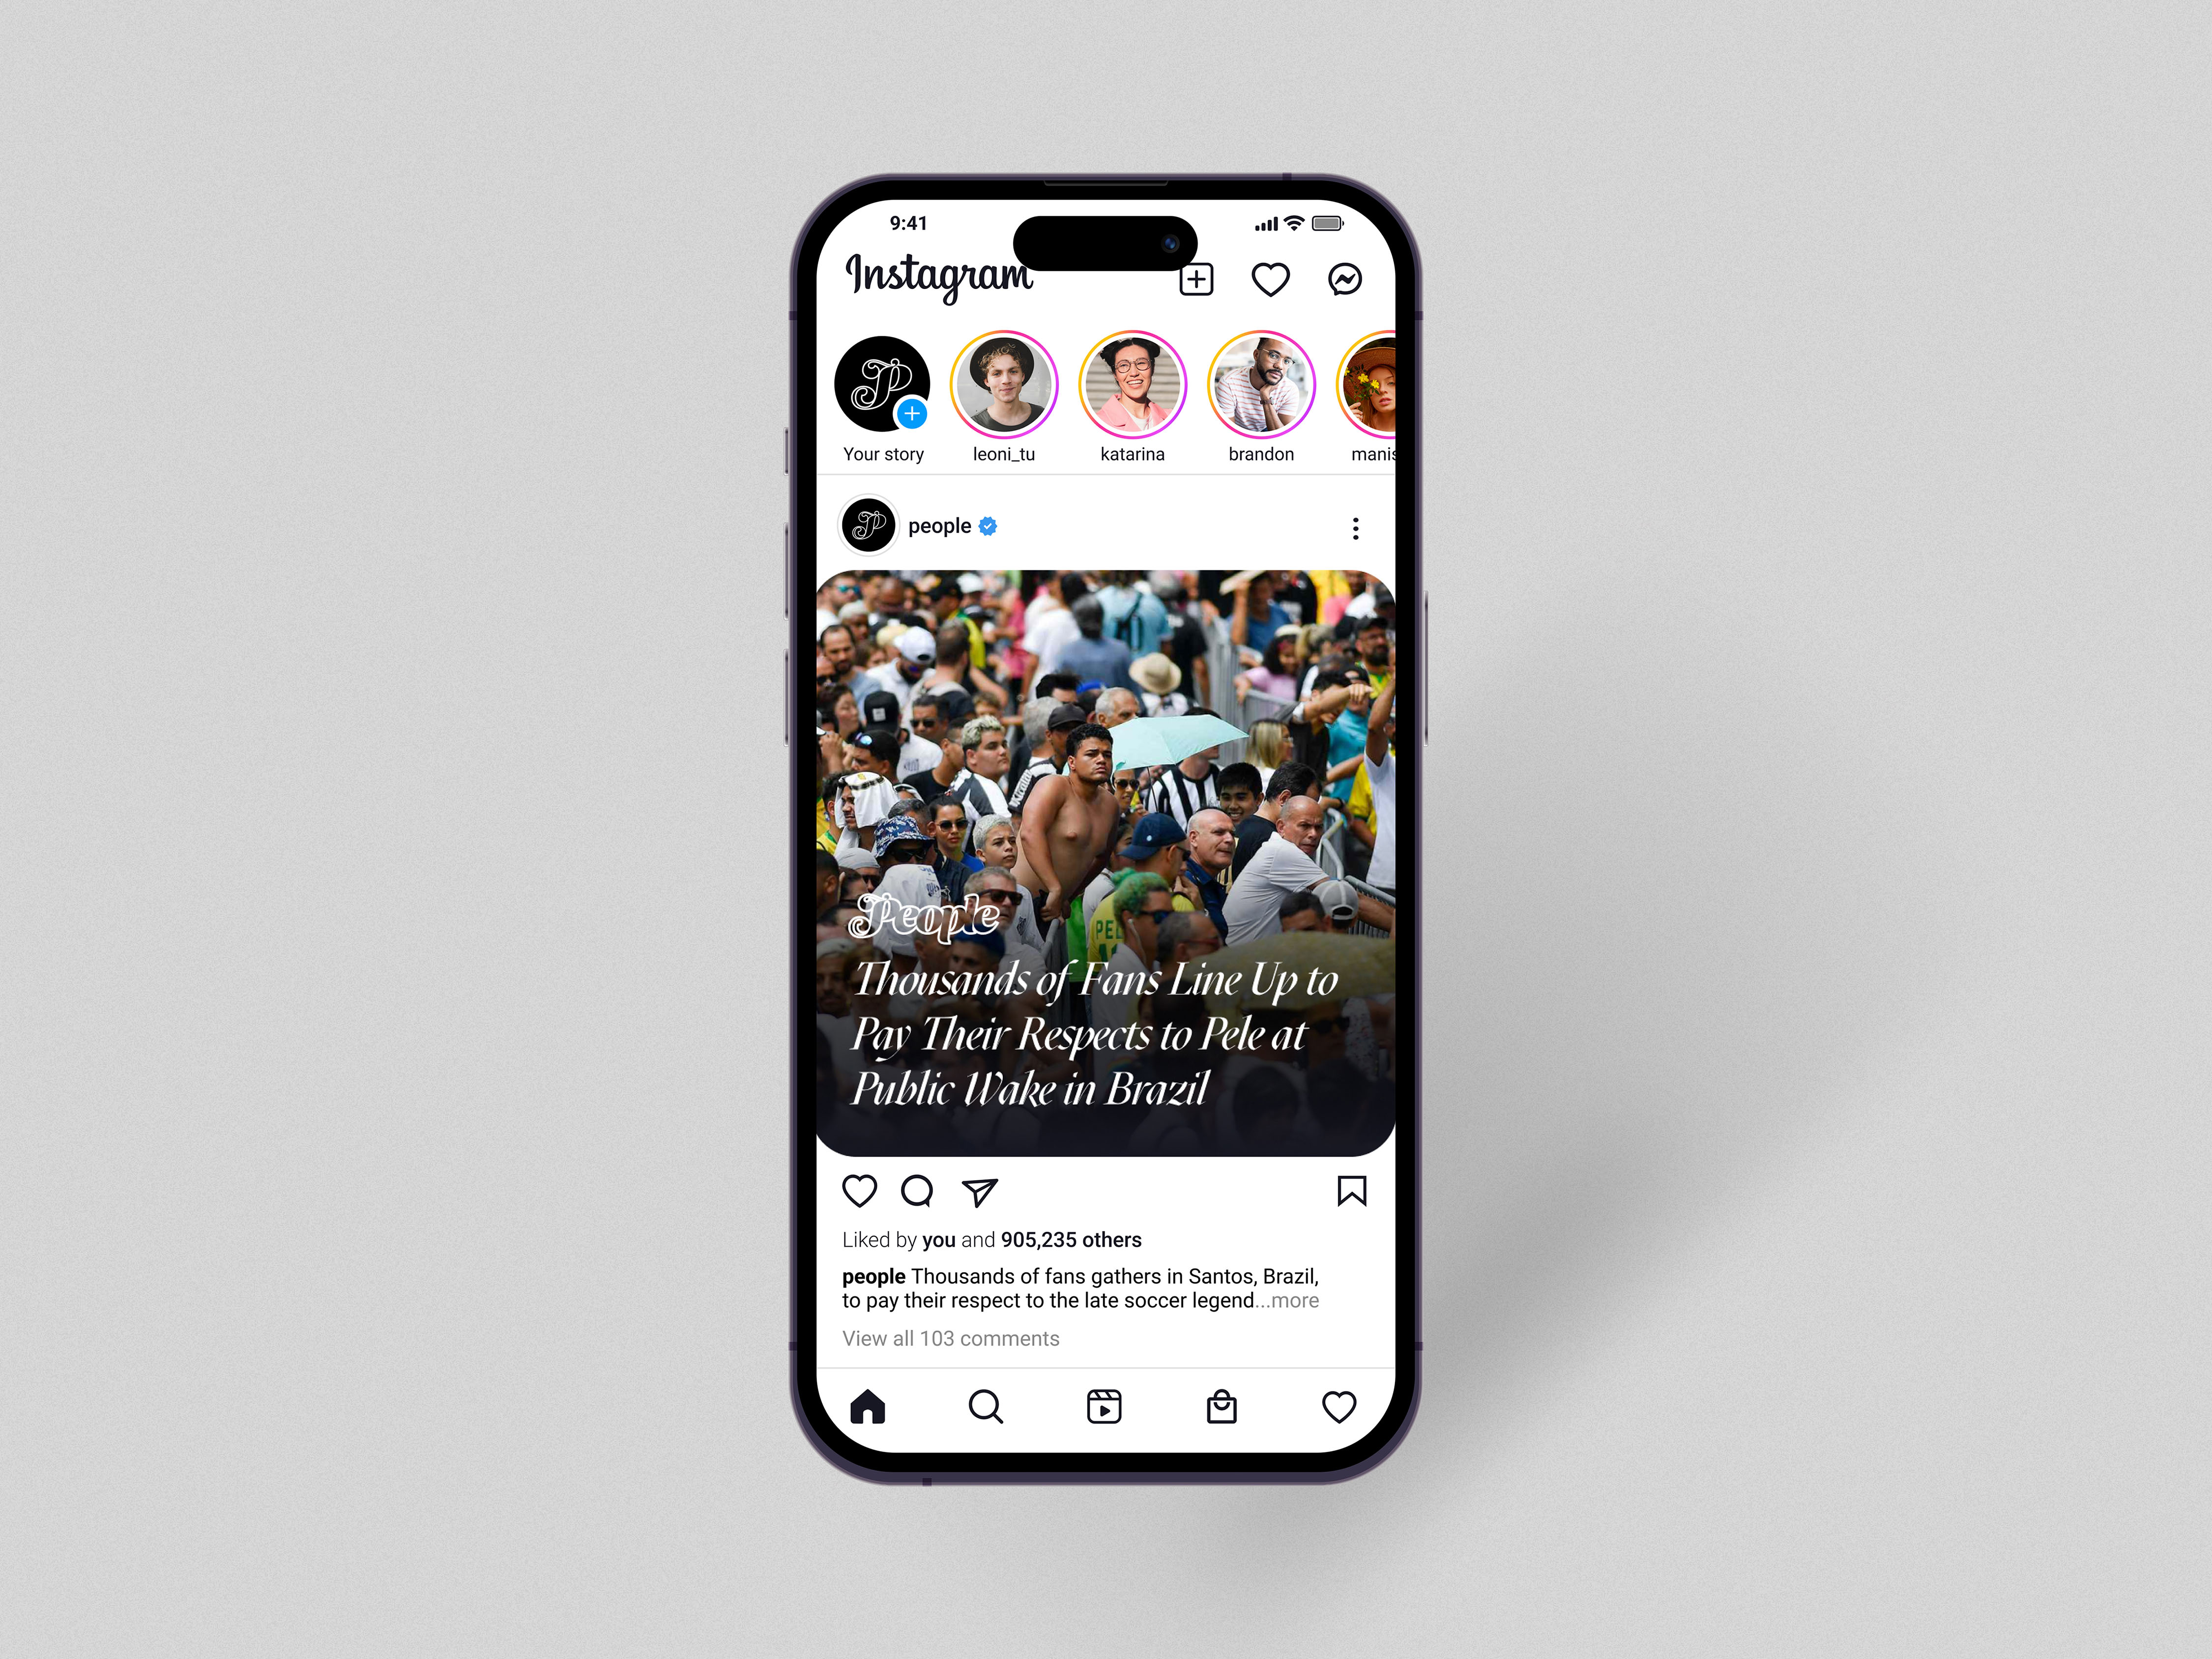 9:41
Instagram
Your story
leoni_tu
katarina
brandon
manis
people
PELE
People
Thousands of Fans Line Up to
Pay Their Respects to Pele at
Public Wake in Brazil
Liked by you and 905,235 others
people Thousands of fans gathers in Santos, Brazil,
to pay their respect to the late soccer legend...more
View all 103 comments